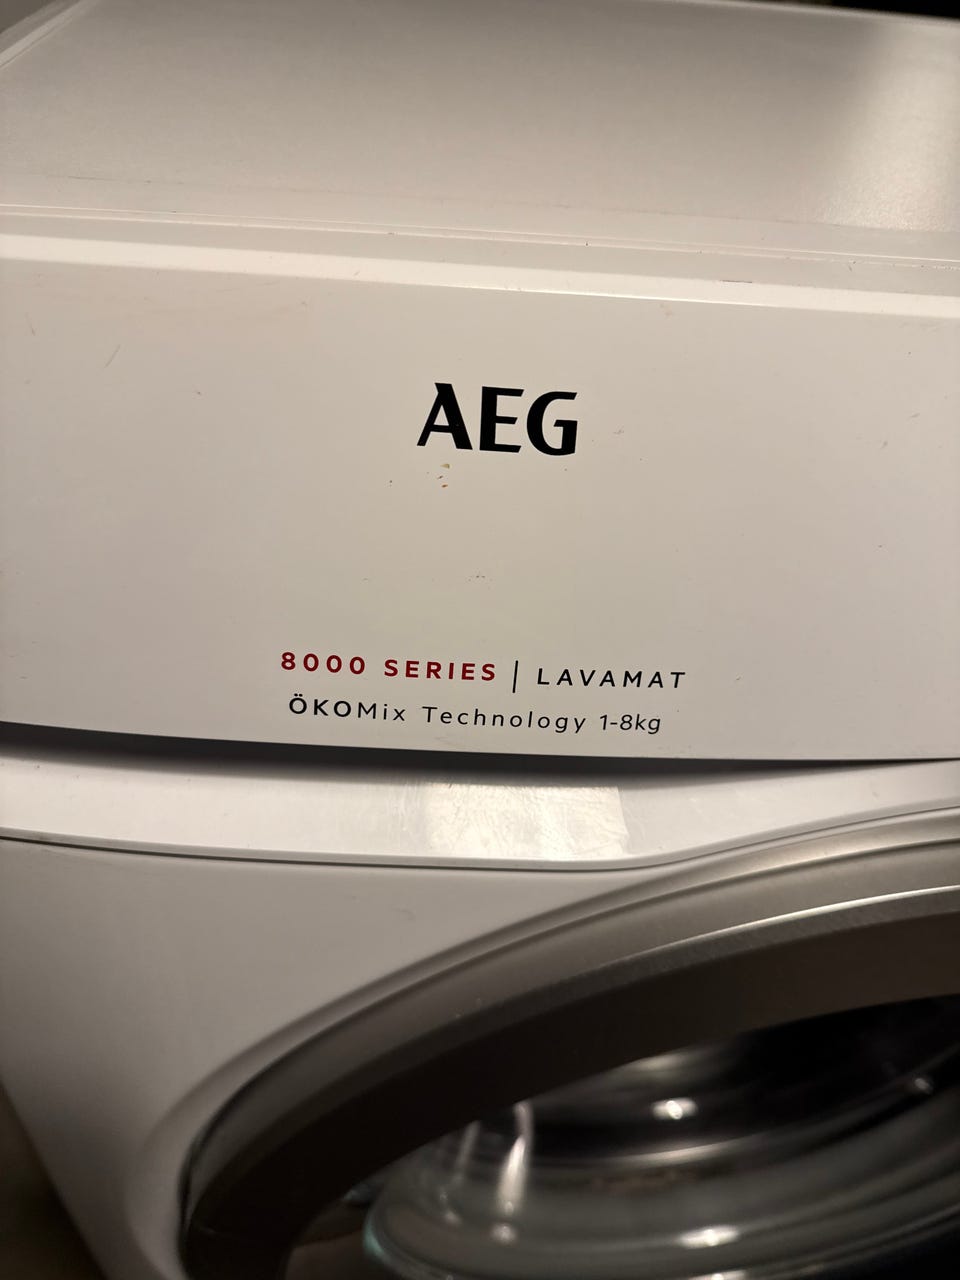 AEG
8000 SERIES | LAVAMAT
ÖKOMix Technology 1-8kg